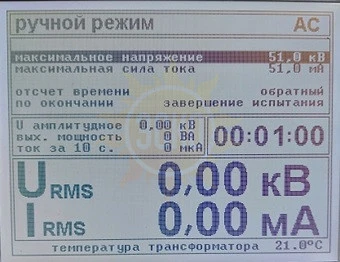 ручной режим AC
максимальное напряжение 51,0 кВ
максимальная сила тока 51,0 мА
отсчет времени обратный
по окончании завершение испытания
U амплитудное 0,00 кВ
вых. мощность 0 ВА
ток за 10 с. 0 мкА
00:01:00
URMS 0,00 кВ
IRMS 0,00 мА
температура трансформатора 21.0°C